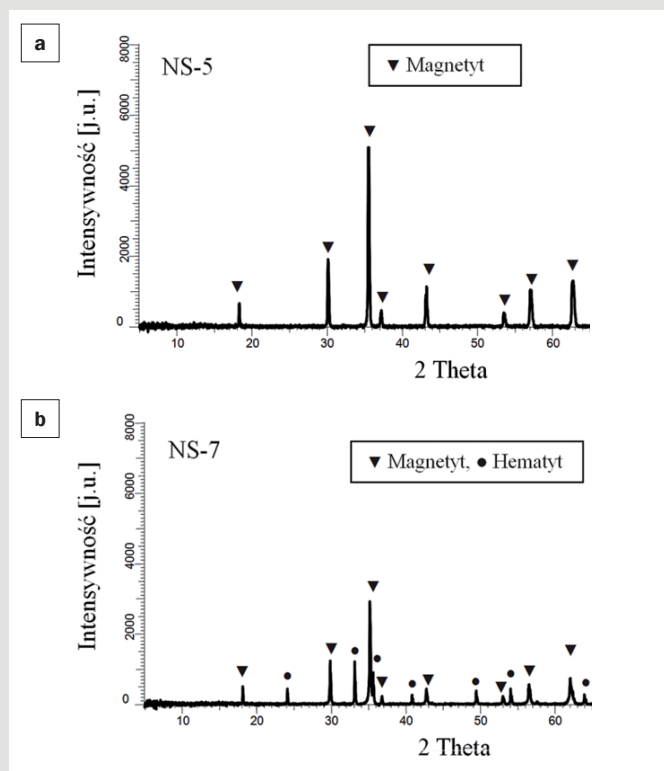 a
NS-5
▼ Magnetyt
Intensywność [j.u.]
8000
6000
4000
2000
0
10 20 30 40 50 60
2 Theta
b
NS-7
▼ Magnetyt, ● Hematyt
Intensywność [j.u.]
8000
6000
4000
2000
0
10 20 30 40 50 60
2 Theta